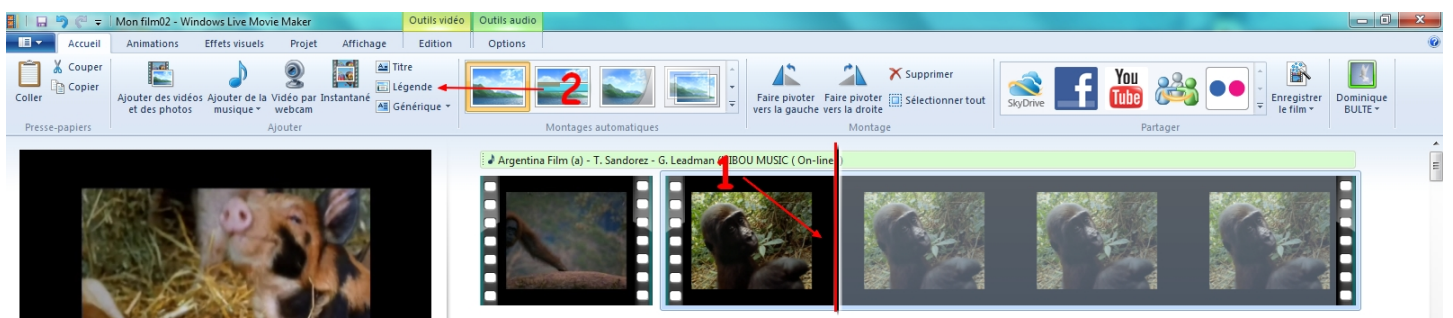 Mon film02 - Windows Live Movie Maker
Outils vidéo
Outils audio
Accueil
Animations
Effets visuels
Projet
Affichage
Edition
Options
Coller
Couper
Copier
Presse-papiers
Ajouter des vidéos
et des photos
Ajouter de la
musique
Vidéo par
webcam
Instantané
Titre
Légende
Générique
Ajouter
2
Montages automatiques
Faire pivoter
vers la gauche
Faire pivoter
vers la droite
Supprimer
Sélectionner tout
Montage
SkyDrive
f
You
Tube
Partager
Enregistrer
le film
Dominique
BULTE
Argentina Film (a) - T. Sandorez - G. Leadman
IBOU MUSIC ( On-line )
1